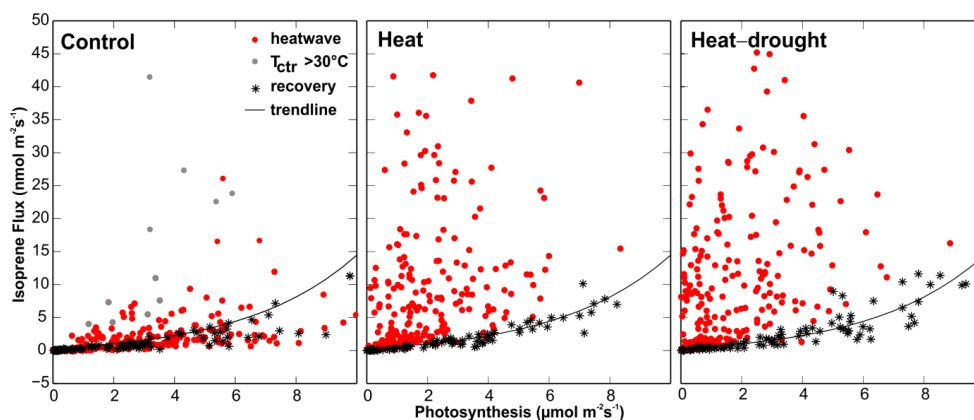 Control
Heat
Heat–drought
heatwave
Tctr >30°C
recovery
trendline
Isoprene Flux (nmol m⁻²s⁻¹)
50
45
40
35
30
25
20
15
10
5
0
−5
0 2 4 6 8
0 2 4 6 8
0 2 4 6 8
Photosynthesis (µmol m⁻²s⁻¹)